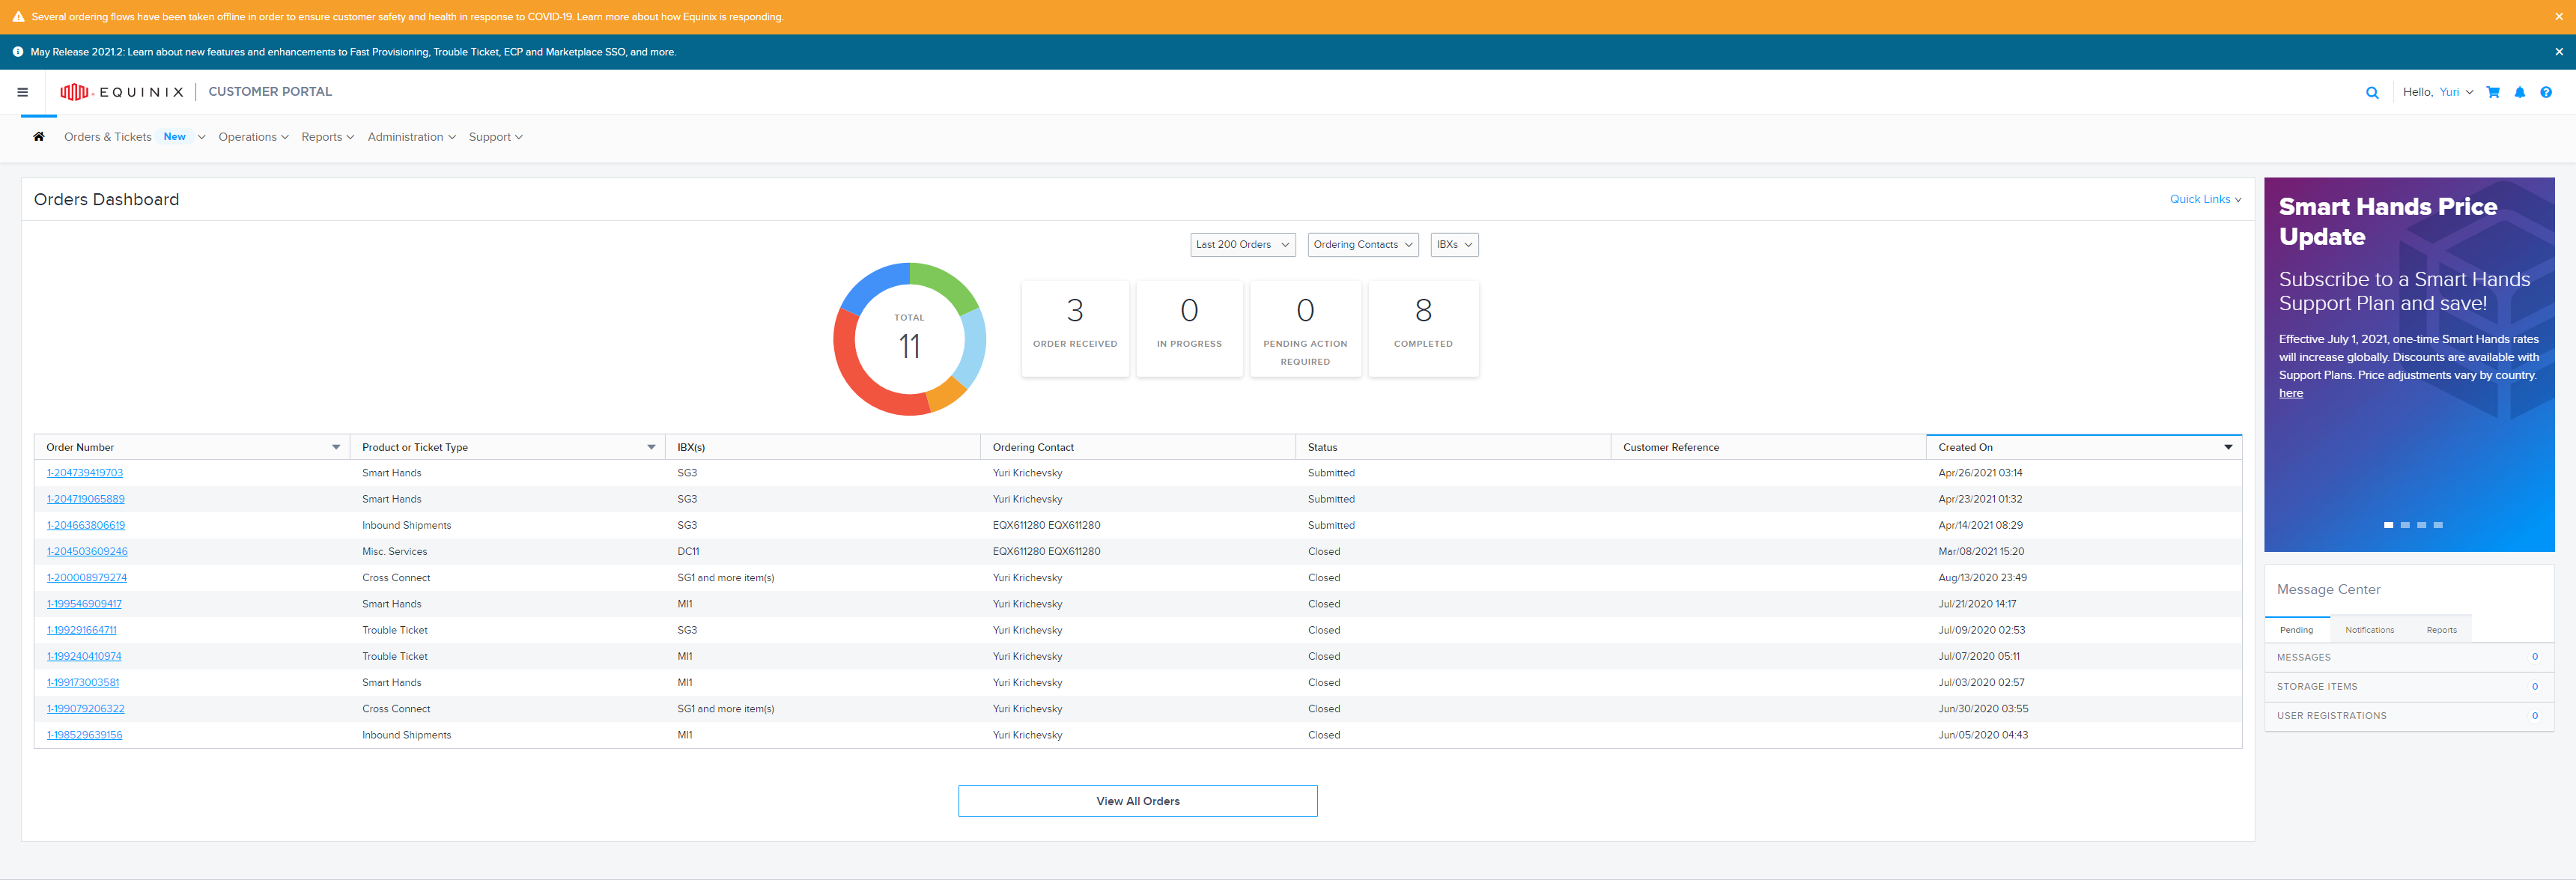 Several ordering flows have been taken offline in order to ensure customer safety and health in response to COVID-19. Learn more about how Equinix is responding.
May Release 2021.2: Learn about new features and enhancements to Fast Provisioning, Trouble Ticket, ECP and Marketplace SSO, and more.
EQUINIX CUSTOMER PORTAL Hello, Yuri
Orders & Tickets New Operations Reports Administration Support
Orders Dashboard Quick Links
Last 200 Orders Ordering Contacts IBXs
TOTAL
11
3
ORDER RECEIVED
0
IN PROGRESS
0
PENDING ACTION
REQUIRED
8
COMPLETED
Order Number Product or Ticket Type IBX(s) Ordering Contact Status Customer Reference Created On
1-204739419703 Smart Hands SG3 Yuri Krichevsky Submitted Apr/26/2021 03:14
1-204719065889 Smart Hands SG3 Yuri Krichevsky Submitted Apr/23/2021 01:32
1-204663806619 Inbound Shipments SG3 EQX611280 EQX611280 Submitted Apr/14/2021 08:29
1-204503609246 Misc. Services DC11 EQX611280 EQX611280 Closed Mar/08/2021 15:20
1-200008979274 Cross Connect SG1 and more item(s) Yuri Krichevsky Closed Aug/13/2020 23:49
1-199546909417 Smart Hands MI1 Yuri Krichevsky Closed Jul/21/2020 14:17
1-199291664711 Trouble Ticket SG3 Yuri Krichevsky Closed Jul/09/2020 02:53
1-199240410974 Trouble Ticket MI1 Yuri Krichevsky Closed Jul/07/2020 05:11
1-199173003581 Smart Hands MI1 Yuri Krichevsky Closed Jul/03/2020 02:57
1-199079206322 Cross Connect SG1 and more item(s) Yuri Krichevsky Closed Jun/30/2020 03:55
1-198529639156 Inbound Shipments MI1 Yuri Krichevsky Closed Jun/05/2020 04:43
View All Orders
Smart Hands Price
Update
Subscribe to a Smart Hands
Support Plan and save!
Effective July 1, 2021, one-time Smart Hands rates
will increase globally. Discounts are available with
Support Plans. Price adjustments vary by country.
here
Message Center
Pending Notifications Reports
MESSAGES 0
STORAGE ITEMS 0
USER REGISTRATIONS 0